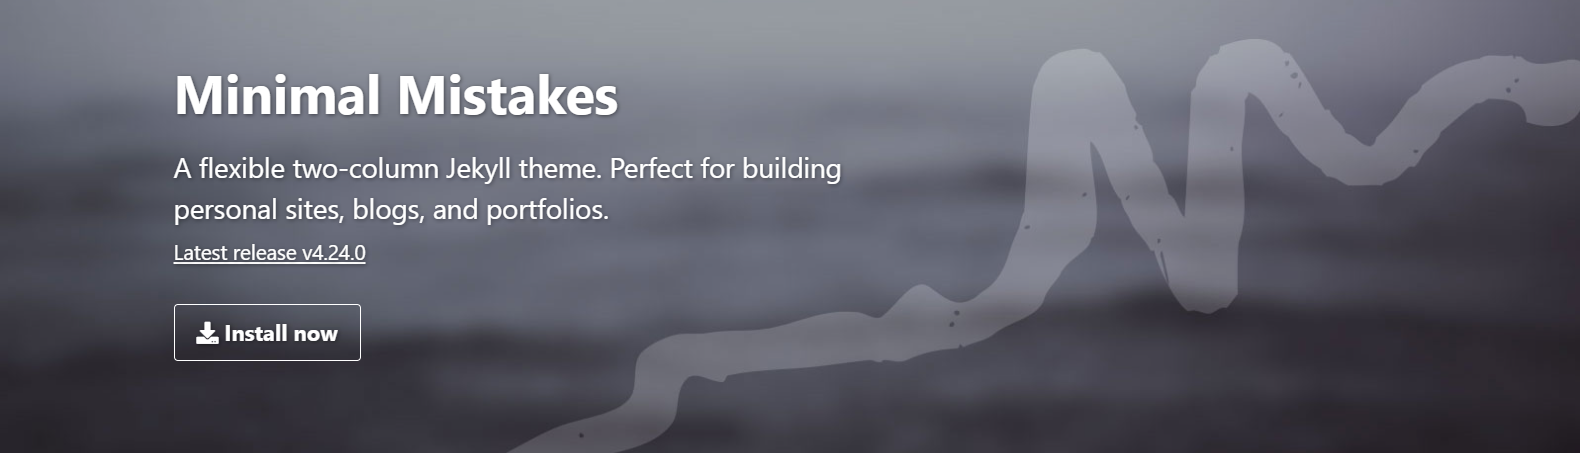 Minimal Mistakes
A flexible two-column Jekyll theme. Perfect for building
personal sites, blogs, and portfolios.
Latest release v4.24.0
Install now